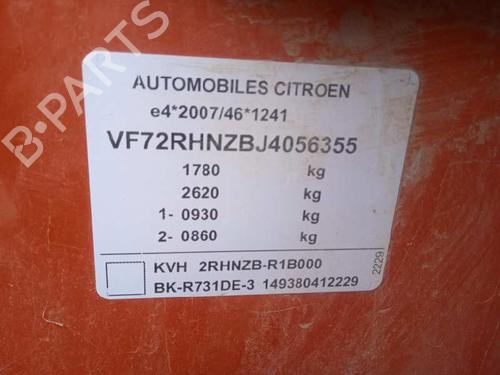 B-PARTS
AUTOMOBILES CITROEN
e4*2007/46*1241
VF72RHNZBJ4056355
1780 kg
2620 kg
1- 0930 kg
2- 0860 kg
KVH 2RHNZB-R1B000
BK-R731DE-3 149380412229
2229